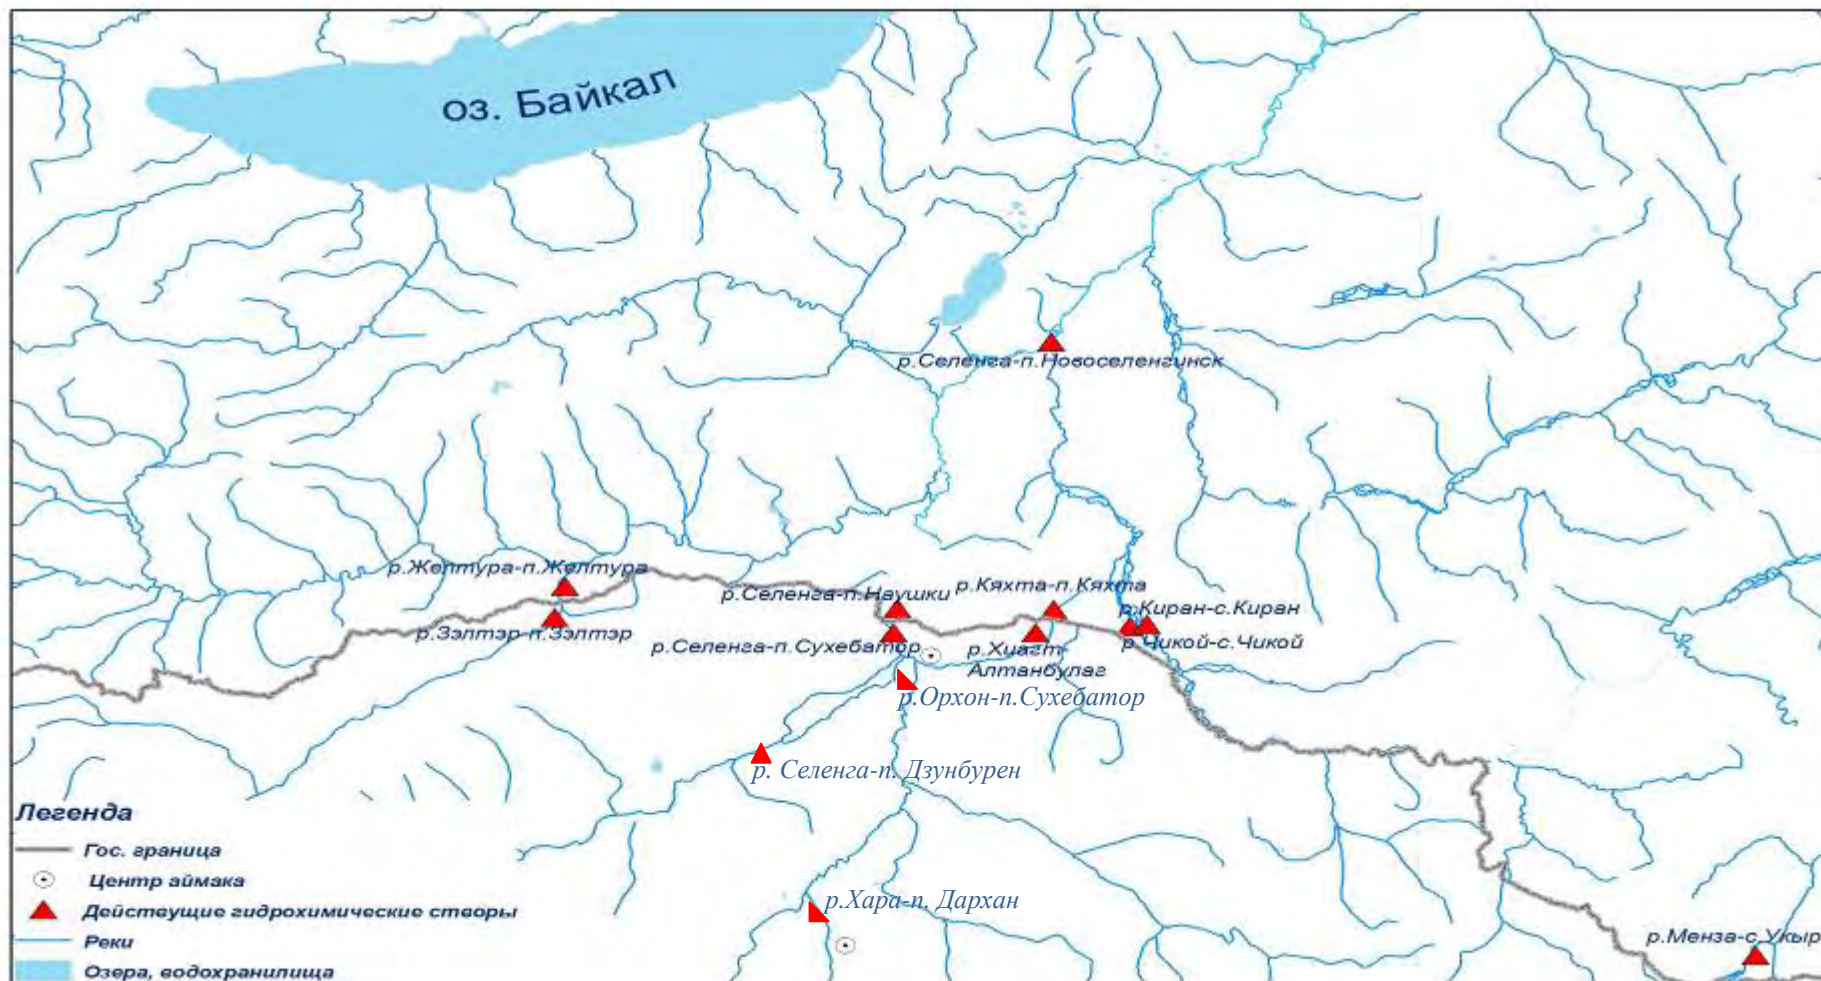 оз. Байкал
р.Селенга-п.Новоселенгинск
р.Желтура-п.Желтура
р.Зэлтэр-п.Зэлтэр
р.Селенга-п.Наушки
р.Кяхта-п.Кяхта
р.Киран-с.Киран
р.Чикой-с.Чикой
р.Селенга-п.Сухебатор
р.Хиагт-
Алтанбулаг
р.Орхон-п.Сухебатор
р. Селенга-п. Дзунбурен
р.Хара-п. Дархан
р.Менза-с.Укыр
Легенда
Гос. граница
Центр аймака
Действущие гидрохимические створы
Реки
Озера, водохранилища